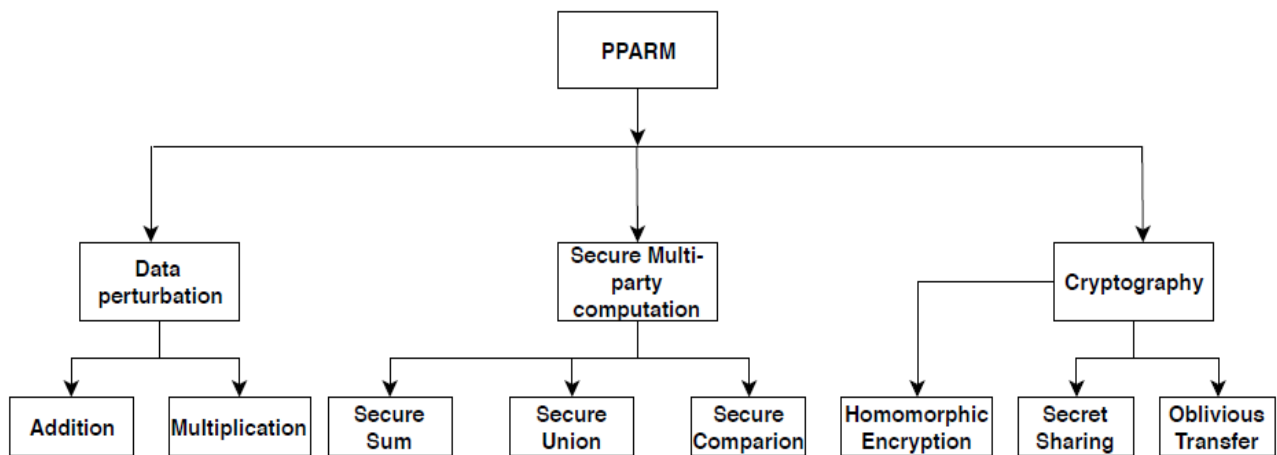 PPARM
Data
perturbation
Secure Multi-
party
computation
Cryptography
Addition
Multiplication
Secure
Sum
Secure
Union
Secure
Comparion
Homomorphic
Encryption
Secret
Sharing
Oblivious
Transfer